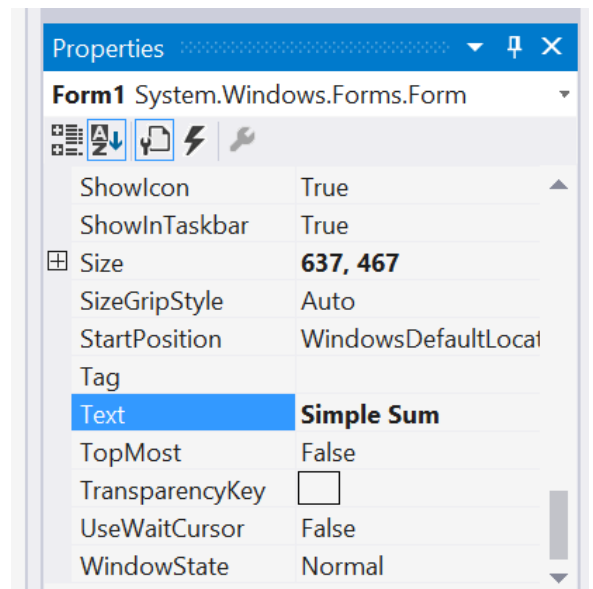 Properties
Form1 System.Windows.Forms.Form
ShowIcon True
ShowInTaskbar True
Size 637, 467
SizeGripStyle Auto
StartPosition WindowsDefaultLocat
Tag
Text Simple Sum
TopMost False
TransparencyKey
UseWaitCursor False
WindowState Normal